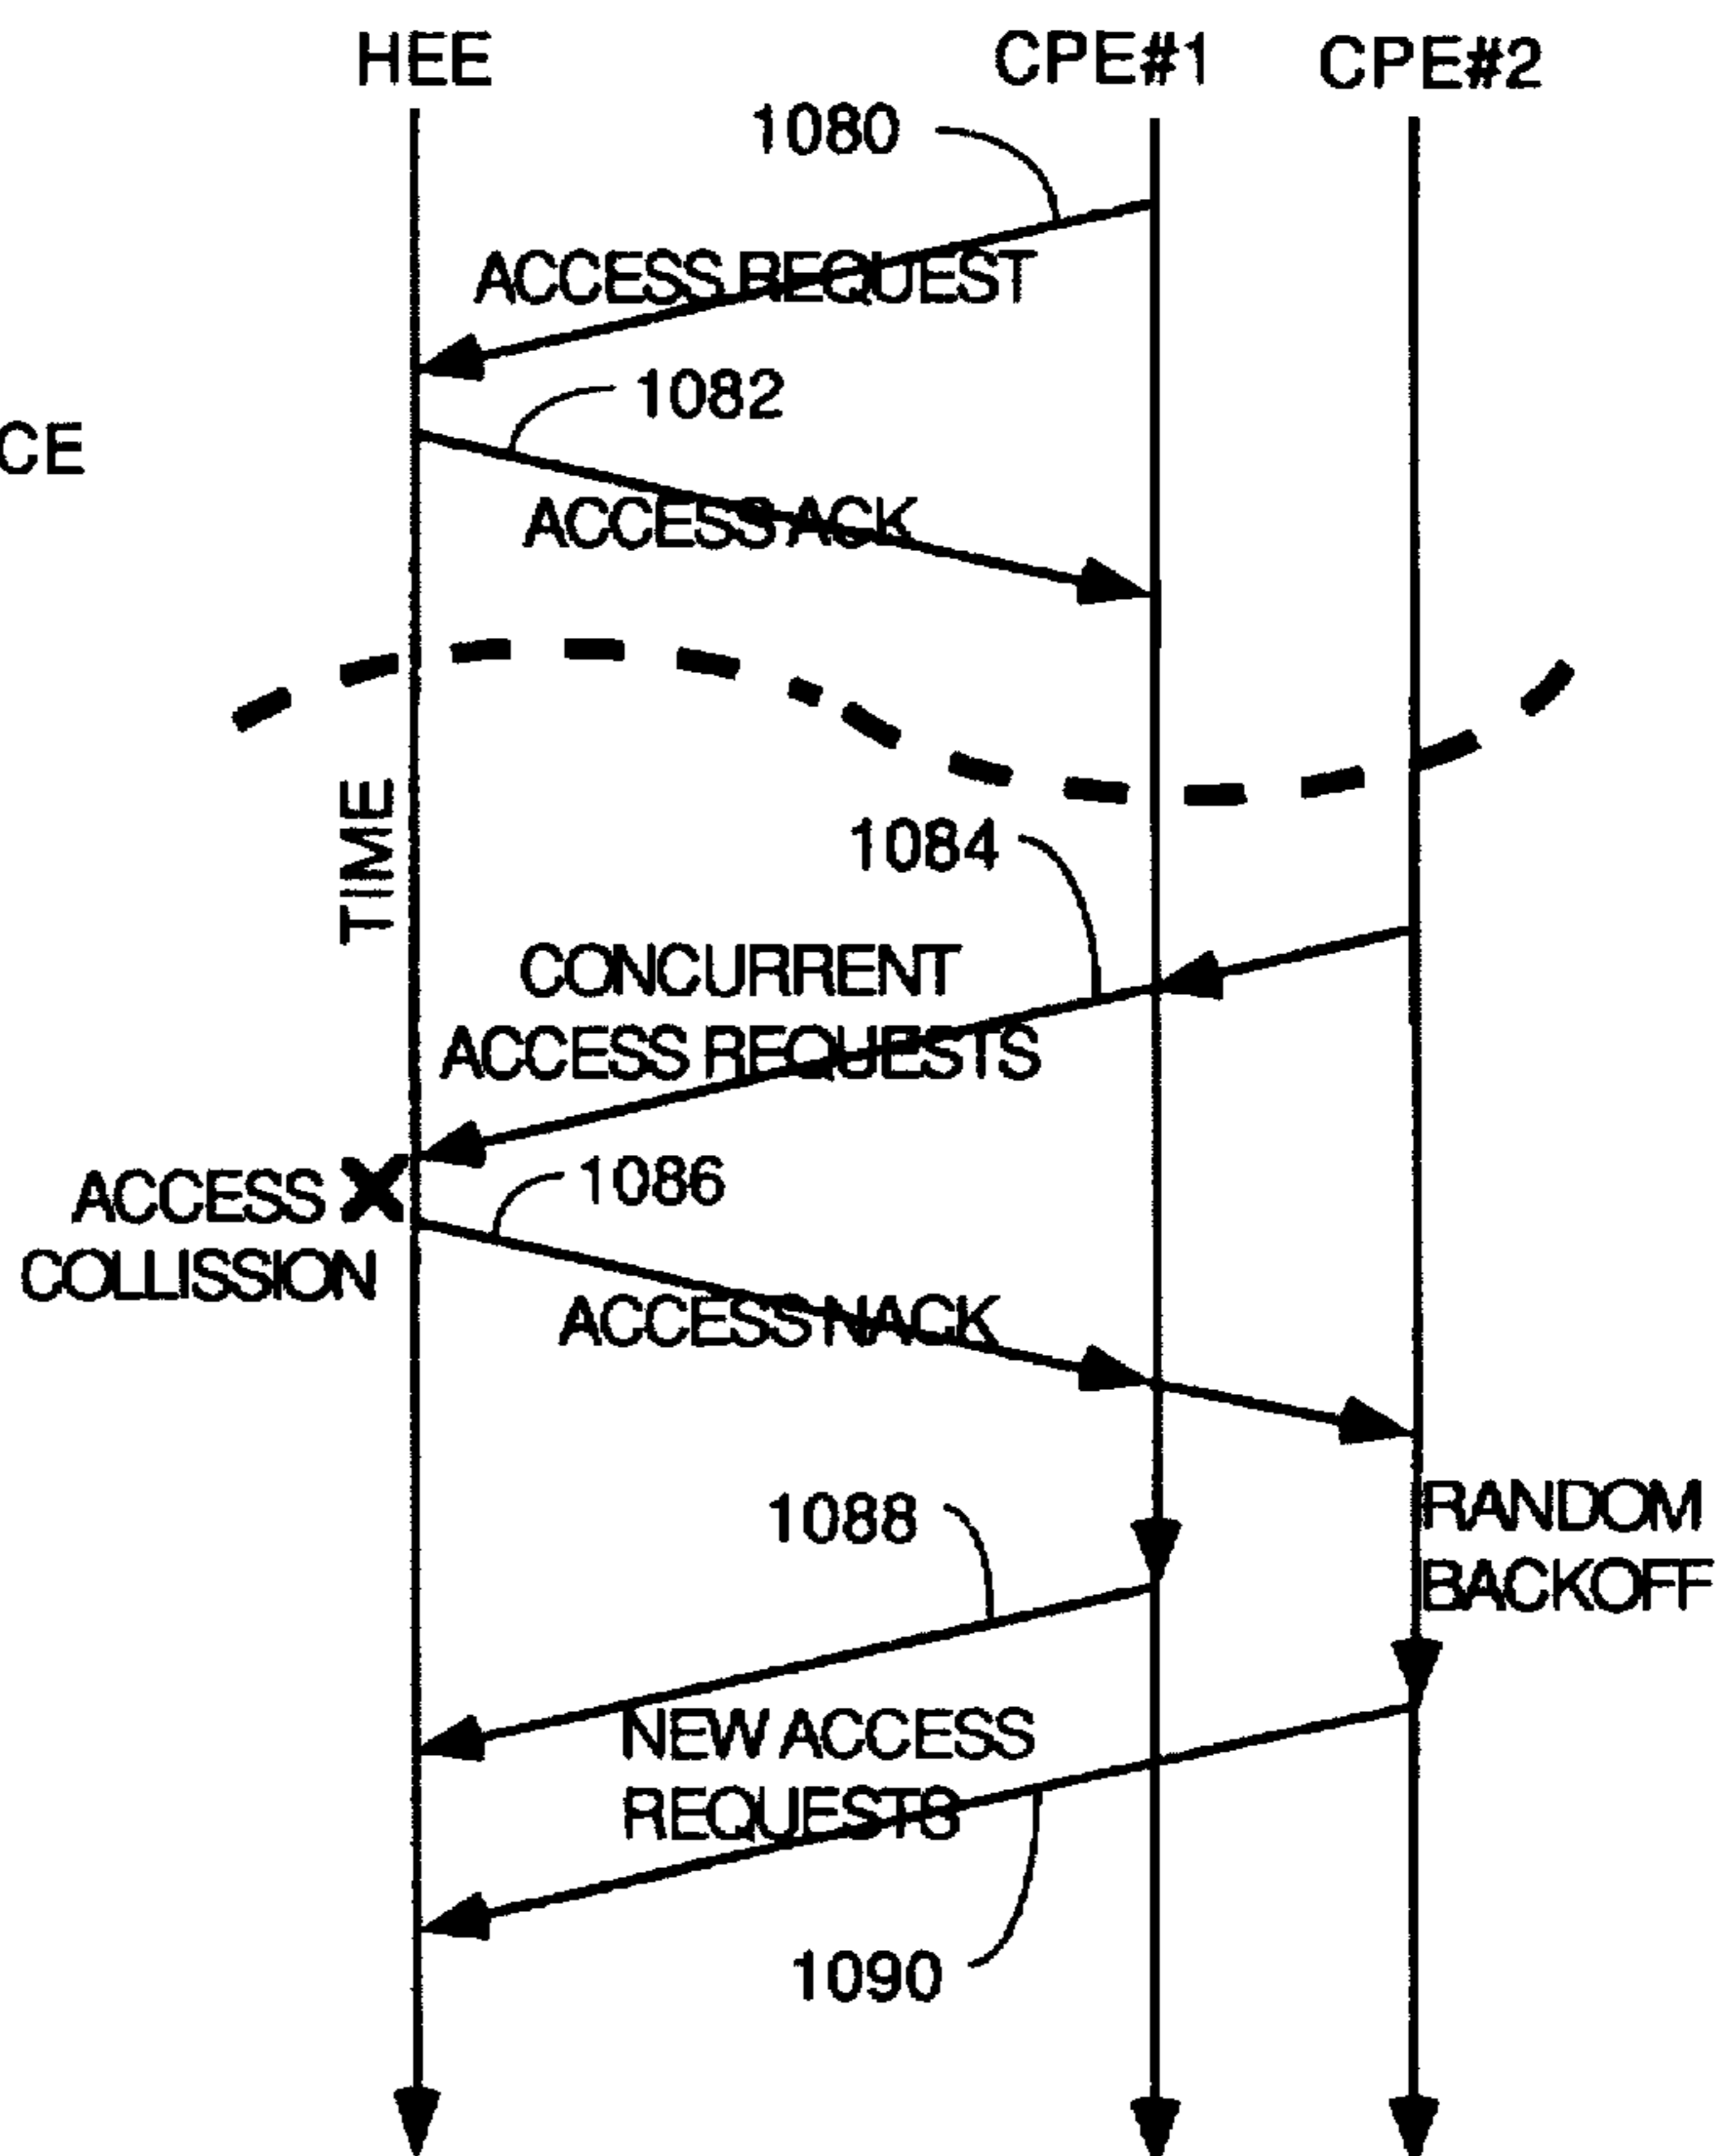 HEE CPE#1 CPE#2
1080
ACCESS REQUEST
1082
CE
ACCESS ACK
TIME
1084
CONCURRENT
ACCESS REQUESTS
ACCESS
COLLISSION
1086
ACCESS NACK
1088
RANDOM
BACKOFF
NEW ACCESS
REQUESTS
1090